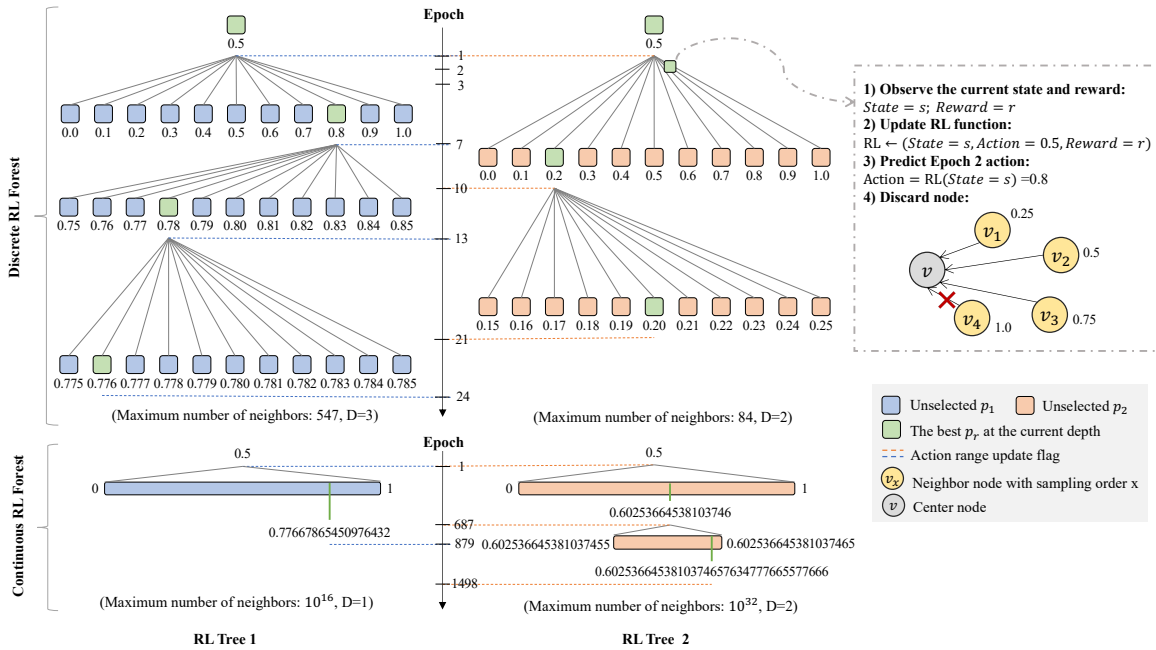 Epoch
0.5
0.5
1
2
3
0.0 0.1 0.2 0.3 0.4 0.5 0.6 0.7 0.8 0.9 1.0
7
0.0 0.1 0.2 0.3 0.4 0.5 0.6 0.7 0.8 0.9 1.0
10
0.75 0.76 0.77 0.78 0.79 0.80 0.81 0.82 0.83 0.84 0.85
13
0.15 0.16 0.17 0.18 0.19 0.20 0.21 0.22 0.23 0.24 0.25
21
0.775 0.776 0.777 0.778 0.779 0.780 0.781 0.782 0.783 0.784 0.785
24
(Maximum number of neighbors: 547, D=3)
(Maximum number of neighbors: 84, D=2)
Discrete RL Forest
1) Observe the current state and reward:
State = s; Reward = r
2) Update RL function:
RL ← (State = s, Action = 0.5, Reward = r)
3) Predict Epoch 2 action:
Action = RL(State = s) =0.8
4) Discard node:
0.25
v₁
0.5
v₂
v
v₃
0.75
v₄
1.0
Unselected p₁
Unselected p₂
The best pᵣ at the current depth
Action range update flag
vₓ Neighbor node with sampling order x
v Center node
Epoch
0.5
0.5
1
0 1
0 1
0.77667865450976432
0.60253664538103746
687
879
0.602536645381037455 0.602536645381037465
0.60253664538103746576347776655​77666
1498
(Maximum number of neighbors: 10¹⁶, D=1)
(Maximum number of neighbors: 10³², D=2)
Continuous RL Forest
RL Tree 1
RL Tree 2